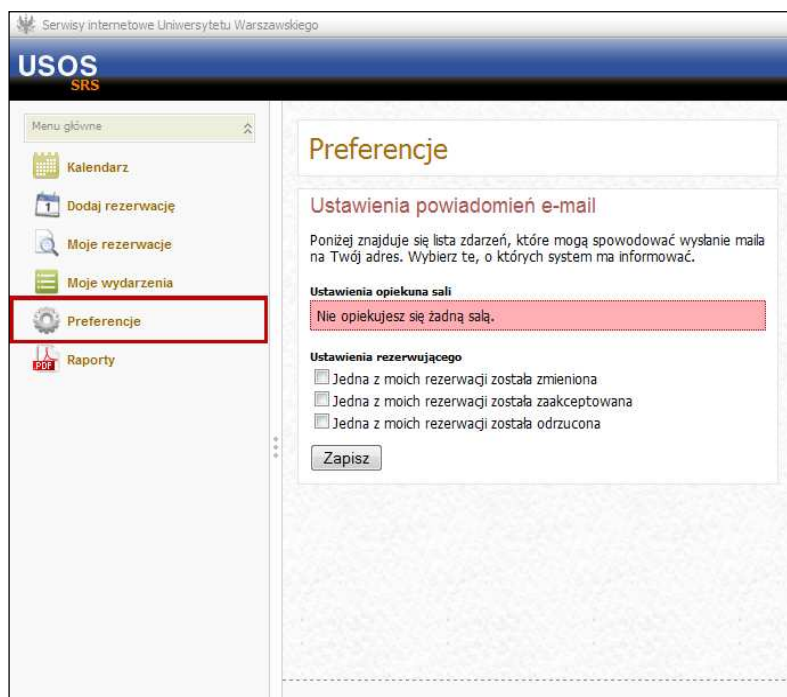 Serwisy internetowe Uniwersytetu Warszawskiego
USOS
SRS
Menu główne
Kalendarz
1
Dodaj rezerwację
Moje rezerwacje
Moje wydarzenia
Preferencje
PDF
Raporty
Preferencje
Ustawienia powiadomień e-mail
Poniżej znajduje się lista zdarzeń, które mogą spowodować wysłanie maila
na Twój adres. Wybierz te, o których system ma informować.
Ustawienia opiekuna sali
Nie opiekujesz się żadną salą.
Ustawienia rezerwującego
Jedna z moich rezerwacji została zmieniona
Jedna z moich rezerwacji została zaakceptowana
Jedna z moich rezerwacji została odrzucona
Zapisz